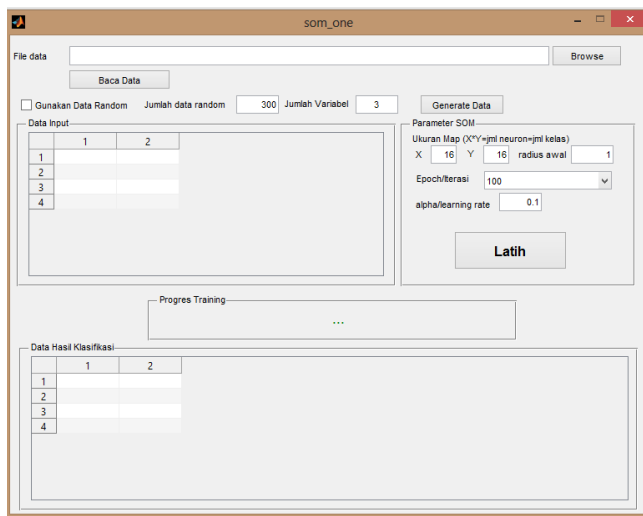 som_one
File data
Browse
Baca Data
Gunakan Data Random Jumlah data random 300 Jumlah Variabel 3 Generate Data
Data Input
1 2
1
2
3
4
Parameter SOM
Ukuran Map (X*Y=jml neuron=jml kelas)
X 16 Y 16 radius awal 1
Epoch/Iterasi 100
alpha/learning rate 0.1
Latih
Progres Training
...
Data Hasil Klasifikasi
1 2
1
2
3
4